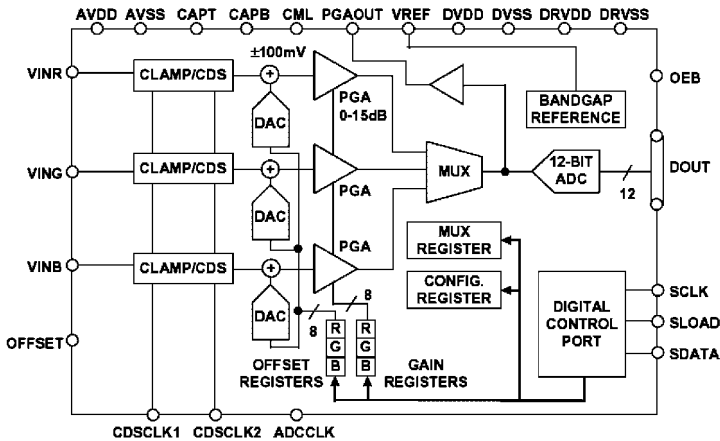 AVDD AVSS CAPT CAPB CML PGAOUT VREF DVDD DVSS DRVDD DRVSS
±100mV
VINR
CLAMP/CDS
+
PGA
0-15dB
DAC
BANDGAP
REFERENCE
OEB
VING
CLAMP/CDS
+
PGA
DAC
MUX
12-BIT
ADC
12
DOUT
VINB
CLAMP/CDS
+
PGA
DAC
MUX
REGISTER
CONFIG.
REGISTER
8
8
R
G
B
R
G
B
OFFSET
REGISTERS
GAIN
REGISTERS
DIGITAL
CONTROL
PORT
SCLK
SLOAD
SDATA
OFFSET
CDSCLK1 CDSCLK2 ADCCLK